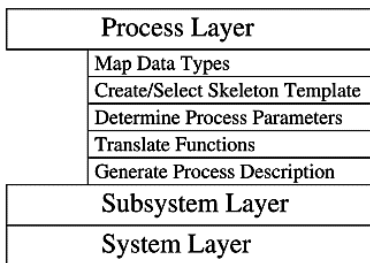 Process Layer
Map Data Types
Create/Select Skeleton Template
Determine Process Parameters
Translate Functions
Generate Process Description
Subsystem Layer
System Layer